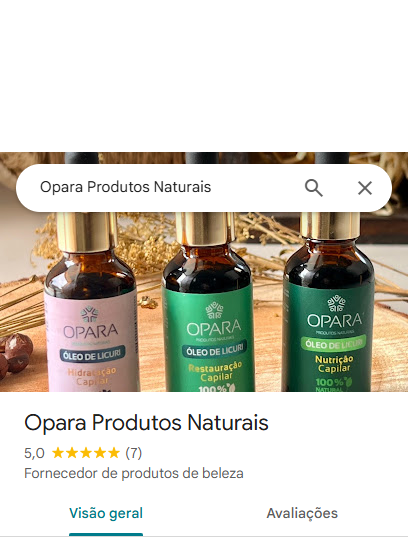 Opara Produtos Naturais
OPARA
PRODUTOS NATURAIS
ÓLEO DE LICURI
Hidratação
Capilar
OPARA
PRODUTOS NATURAIS
ÓLEO DE LICURI
Restauração
Capilar
100%
OPARA
PRODUTOS NATURAIS
ÓLEO DE LICURI
Nutrição
Capilar
100%
NATURAL
Opara Produtos Naturais
5,0 ★★★★★ (7)
Fornecedor de produtos de beleza
Visão geral
Avaliações